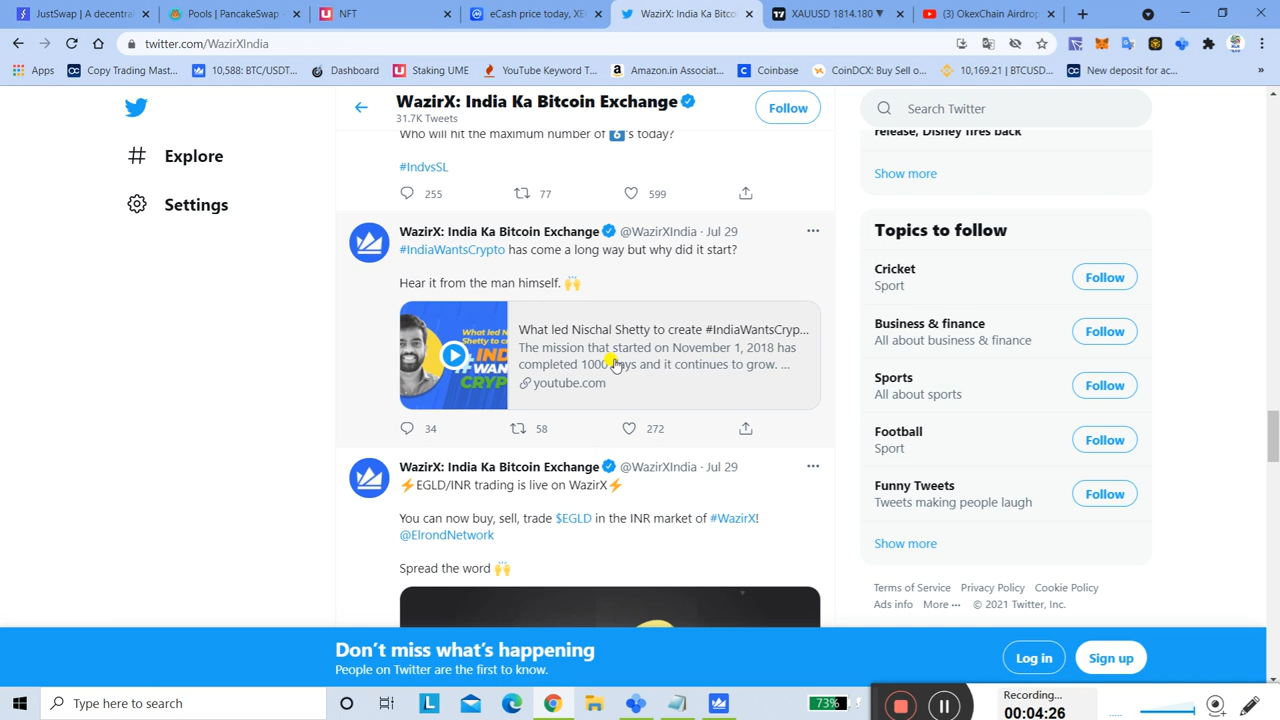 JustSwap | A decentral
Pools | PancakeSwap -
NFT
eCash price today, XE
WazirX: India Ka Bitco
XAUUSD 1814.180 ▼
(3) OkexChain Airdrop
twitter.com/WazirXIndia
Apps
Copy Trading Mast...
10,588: BTC/USDT...
Dashboard
Staking UME
YouTube Keyword T...
Amazon.in Associat...
Coinbase
CoinDCX: Buy Sell o...
10,169.21 | BTCUSD...
New deposit for ac...
»
Explore
Settings
WazirX: India Ka Bitcoin Exchange
31.7K Tweets
Follow
Who will hit the maximum number of 6️⃣'s today?
#IndvsSL
255 77 599
WazirX: India Ka Bitcoin Exchange @WazirXIndia · Jul 29
#IndiaWantsCrypto has come a long way but why did it start?
Hear it from the man himself. 🙌
What led Nischal Shetty to create #IndiaWantsCryp...
The mission that started on November 1, 2018 has
completed 1000 days and it continues to grow. ...
youtube.com
34 58 272
WazirX: India Ka Bitcoin Exchange @WazirXIndia · Jul 29
⚡EGLD/INR trading is live on WazirX⚡
You can now buy, sell, trade $EGLD in the INR market of #WazirX!
@ElrondNetwork
Spread the word 🙌
Search Twitter
release, Disney fires back
Show more
Topics to follow
Cricket
Sport
Follow
Business & finance
All about business & finance
Follow
Sports
All about sports
Follow
Football
Sport
Follow
Funny Tweets
Tweets making people laugh
Follow
Show more
Terms of Service Privacy Policy Cookie Policy
Ads info More ··· © 2021 Twitter, Inc.
Don't miss what's happening
People on Twitter are the first to know.
Log in
Sign up
Type here to search
73%
Recording...
00:04:26